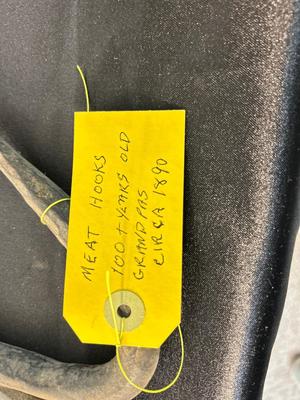 MEAT HOOKS
100+ YEARS OLD
GRANDPAS
CIRCA 1890